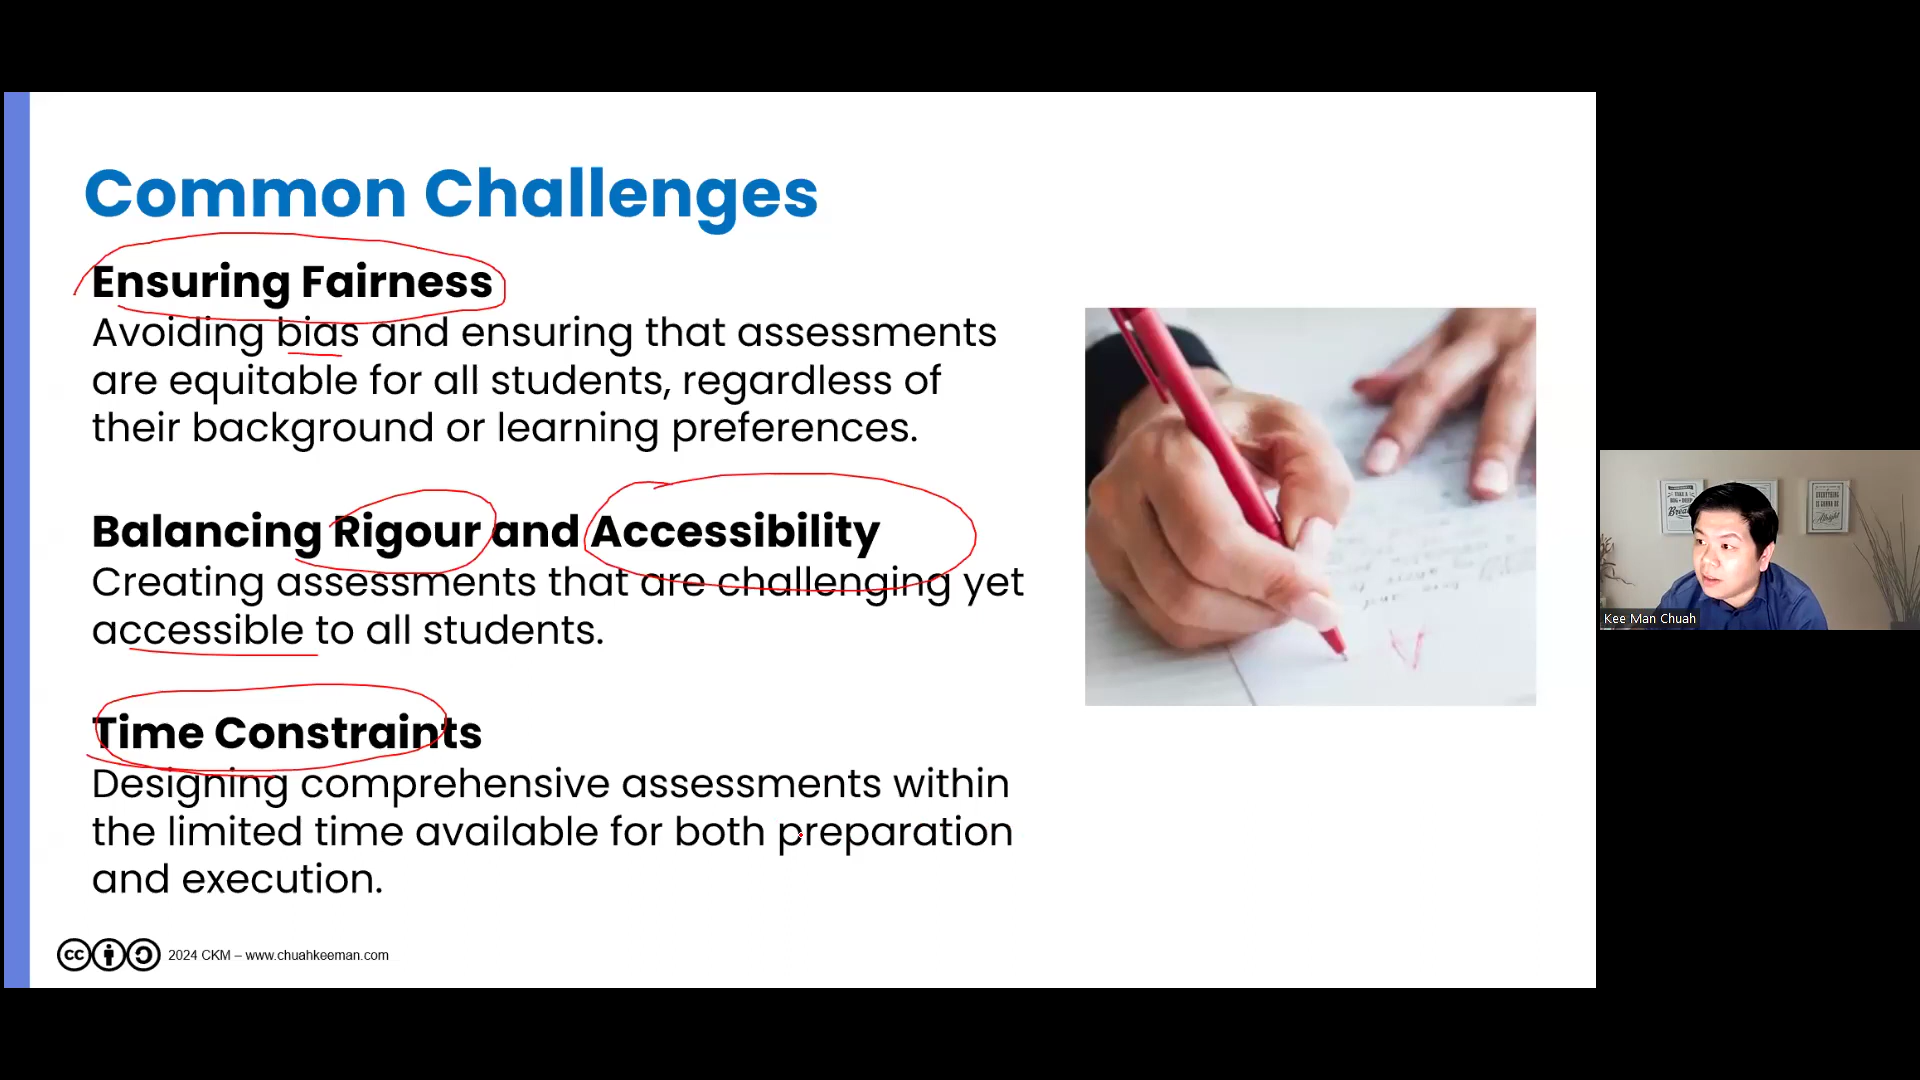 Common Challenges
Ensuring Fairness
Avoiding bias and ensuring that assessments
are equitable for all students, regardless of
their background or learning preferences.
Balancing Rigour and Accessibility
Creating assessments that are challenging yet
accessible to all students.
Time Constraints
Designing comprehensive assessments within
the limited time available for both preparation
and execution.
cc
2024 CKM – www.chuahkeeman.com
A
Kee Man Chuah